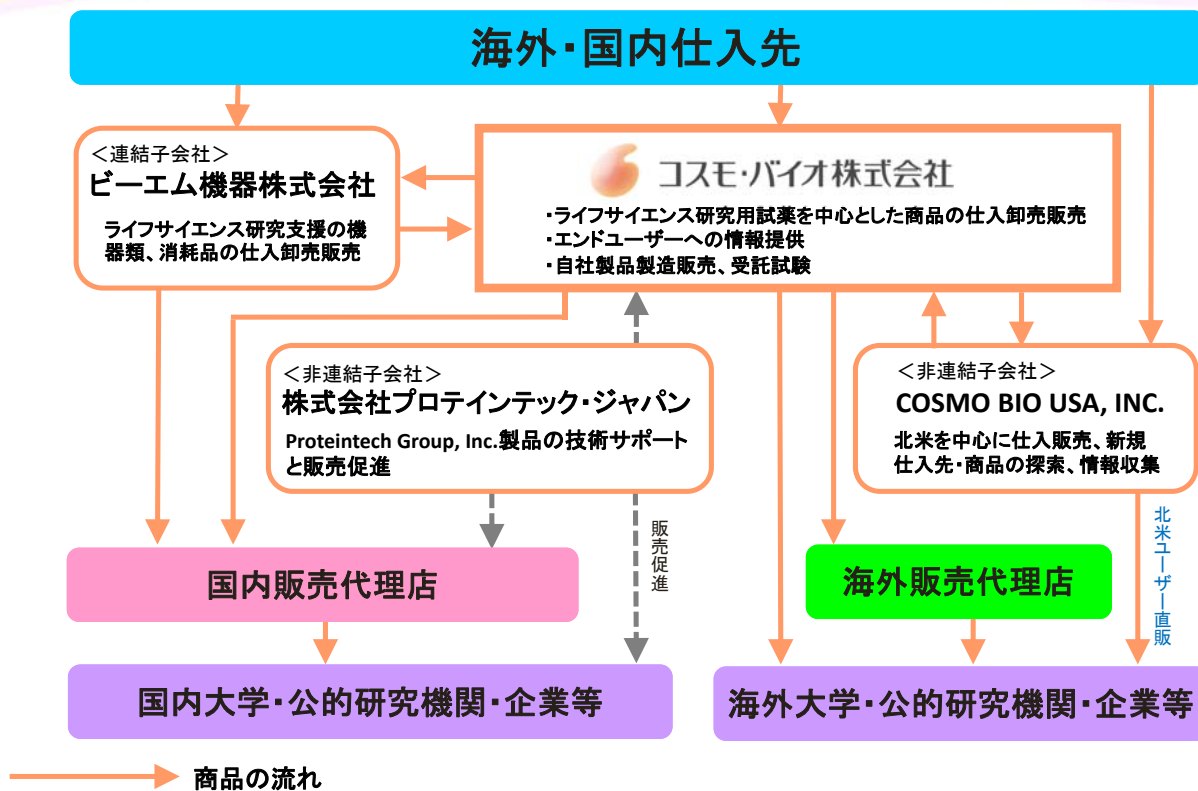 海外・国内仕入先
＜連結子会社＞
ビーエム機器株式会社
ライフサイエンス研究支援の機
器類、消耗品の仕入卸売販売
コスモ・バイオ株式会社
・ライフサイエンス研究用試薬を中心とした商品の仕入卸売販売
・エンドユーザーへの情報提供
・自社製品製造販売、受託試験
＜非連結子会社＞
株式会社プロテインテック・ジャパン
Proteintech Group, Inc.製品の技術サポート
と販売促進
＜非連結子会社＞
COSMO BIO USA, INC.
北米を中心に仕入販売、新規
仕入先・商品の探索、情報収集
販売促進
北米ユーザー直販
国内販売代理店
海外販売代理店
国内大学・公的研究機関・企業等
海外大学・公的研究機関・企業等
商品の流れ